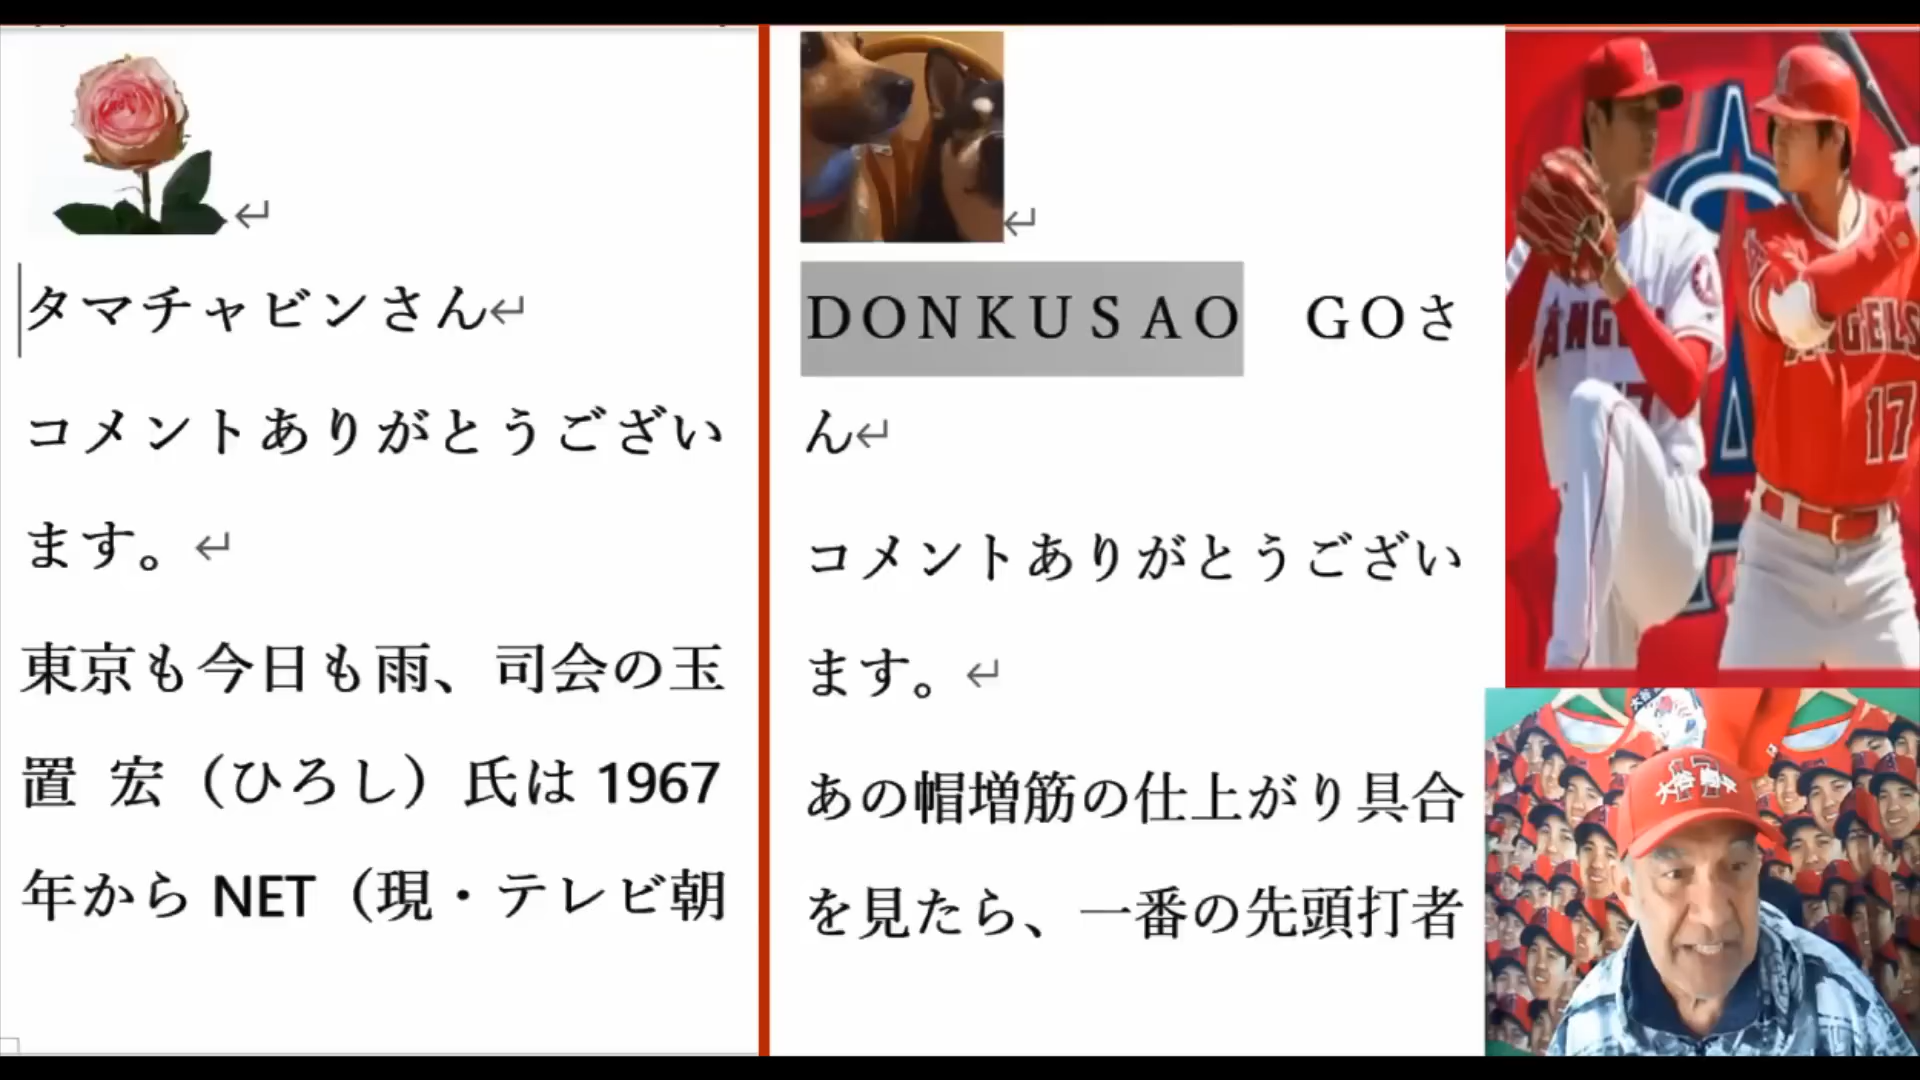 タマチャビンさん
コメントありがとうござい
ます。
東京も今日も雨、司会の玉
置 宏（ひろし）氏は 1967
年から NET（現・テレビ朝
ＤＯＮＫＵＳＡＯ　ＧＯさ
ん
コメントありがとうござい
ます。
あの帽増筋の仕上がり具合
を見たら、一番の先頭打者
ANGELS
17